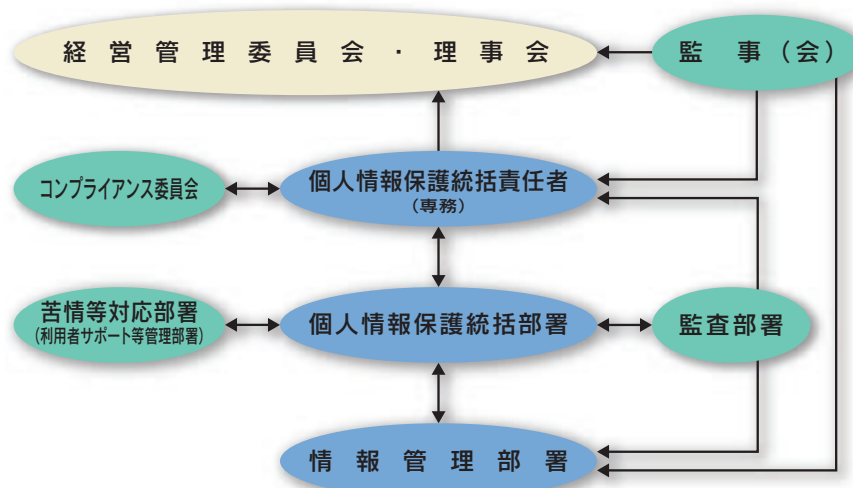 経営管理委員会・理事会
監事(会)
コンプライアンス委員会
個人情報保護統括責任者
(専務)
苦情等対応部署
(利用者サポート等管理部署)
個人情報保護統括部署
監査部署
情報管理部署